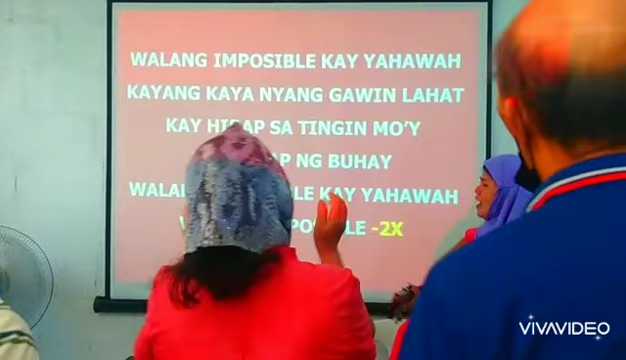 WALANG IMPOSIBLE KAY YAHAWAH
KAYANG KAYA NYANG GAWIN LAHAT
KAY HIRAP SA TINGIN MO'Y
NG BUHAY
KAY YAHAWAH
-2X
VIVAVIDEO